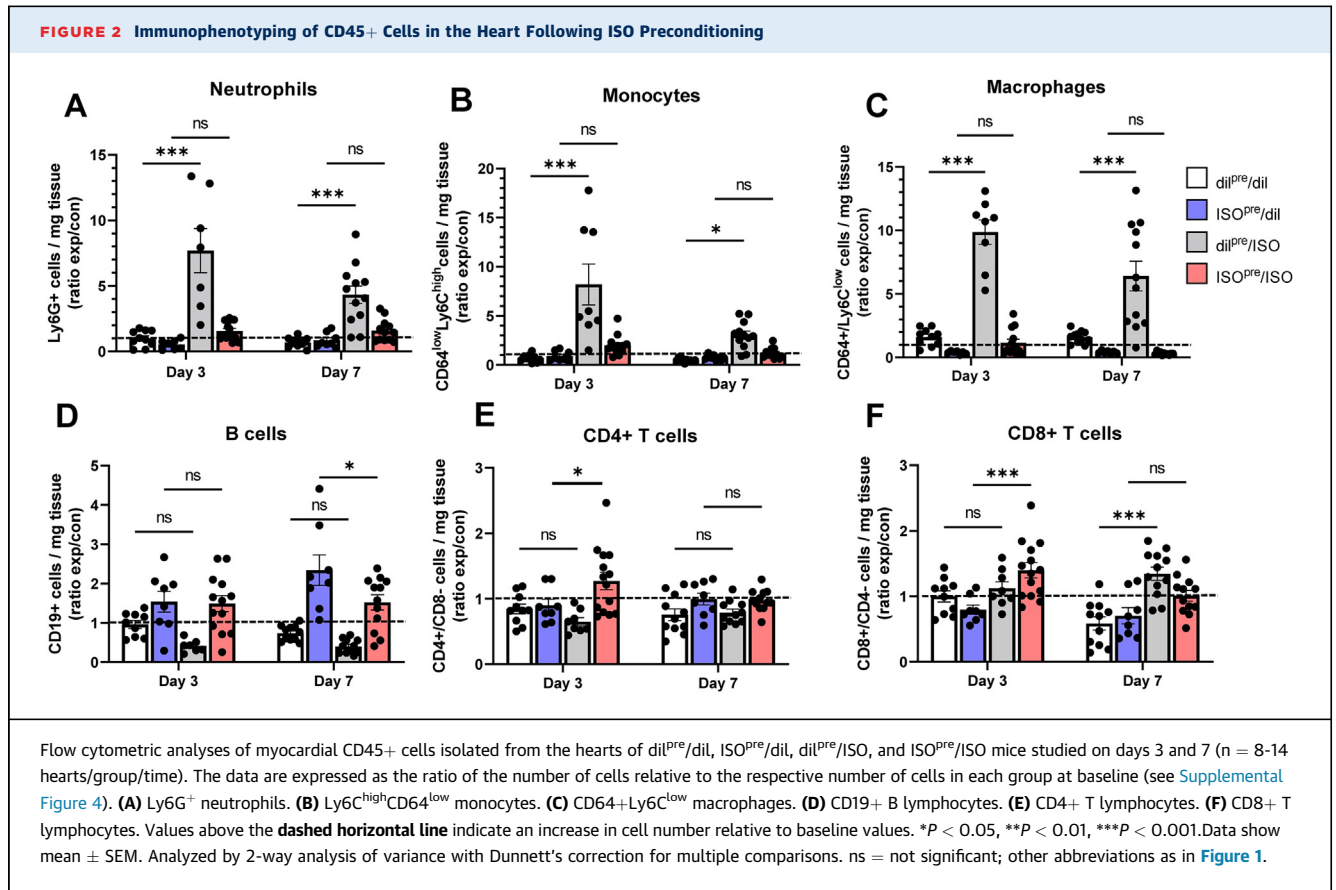 FIGURE 2 Immunophenotyping of CD45+ Cells in the Heart Following ISO Preconditioning
A
Neutrophils
Ly6G+ cells / mg tissue
(ratio exp/con)
15
10
5
0
***
ns
***
ns
Day 3
Day 7
B
Monocytes
CD64lowLy6Chighcells / mg tissue
(ratio exp/con)
20
15
10
5
0
***
ns
*
ns
Day 3
Day 7
C
Macrophages
CD64+/Ly6Clow cells / mg tissue
(ratio exp/con)
15
10
5
0
***
ns
***
ns
Day 3
Day 7
dilpre/dil
ISOpre/dil
dilpre/ISO
ISOpre/ISO
D
B cells
CD19+ cells / mg tissue
(ratio exp/con)
5
4
3
2
1
0
ns
ns
ns
*
Day 3
Day 7
E
CD4+ T cells
CD4+/CD8- cells / mg tissue
(ratio exp/con)
3
2
1
0
ns
*
ns
ns
Day 3
Day 7
F
CD8+ T cells
CD8+/CD4- cells / mg tissue
(ratio exp/con)
3
2
1
0
ns
***
***
ns
Day 3
Day 7
Flow cytometric analyses of myocardial CD45+ cells isolated from the hearts of dilpre/dil, ISOpre/dil, dilpre/ISO, and ISOpre/ISO mice studied on days 3 and 7 (n = 8-14
hearts/group/time). The data are expressed as the ratio of the number of cells relative to the respective number of cells in each group at baseline (see Supplemental
Figure 4). (A) Ly6G+ neutrophils. (B) Ly6ChighCD64low monocytes. (C) CD64+Ly6Clow macrophages. (D) CD19+ B lymphocytes. (E) CD4+ T lymphocytes. (F) CD8+ T
lymphocytes. Values above the dashed horizontal line indicate an increase in cell number relative to baseline values. *P < 0.05, **P < 0.01, ***P < 0.001.Data show
mean ± SEM. Analyzed by 2-way analysis of variance with Dunnett's correction for multiple comparisons. ns = not significant; other abbreviations as in Figure 1.